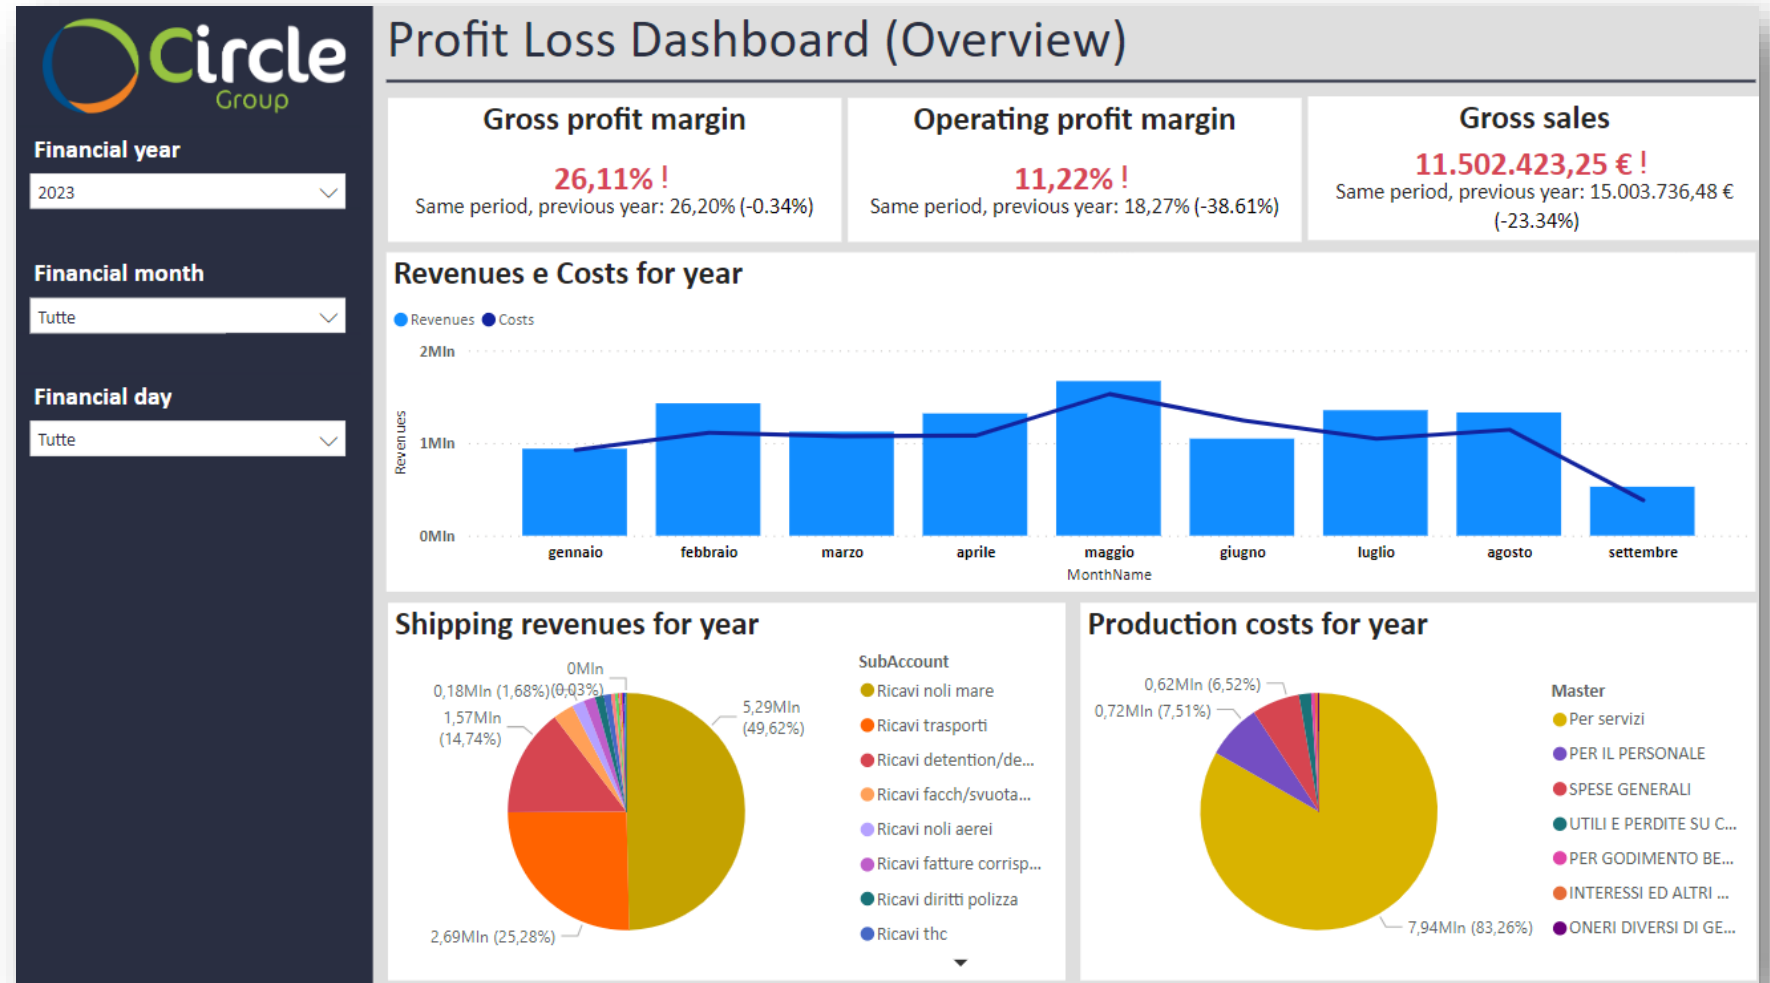 Circle
Group
Profit Loss Dashboard (Overview)
Financial year
2023
Financial month
Tutte
Financial day
Tutte
Gross profit margin
26,11% !
Same period, previous year: 26,20% (-0.34%)
Operating profit margin
11,22% !
Same period, previous year: 18,27% (-38.61%)
Gross sales
11.502.423,25 € !
Same period, previous year: 15.003.736,48 €
(-23.34%)
Revenues e Costs for year
Revenues Costs
2Mln
1Mln
0Mln
Revenues
gennaio febbraio marzo aprile maggio giugno luglio agosto settembre
MonthName
Shipping revenues for year
0Mln
(0,03%)
0,18Mln (1,68%)
1,57Mln
(14,74%)
5,29Mln
(49,62%)
2,69Mln (25,28%)
SubAccount
Ricavi noli mare
Ricavi trasporti
Ricavi detention/de...
Ricavi facch/svuota...
Ricavi noli aerei
Ricavi fatture corrisp...
Ricavi diritti polizza
Ricavi thc
Production costs for year
0,62Mln (6,52%)
0,72Mln (7,51%)
7,94Mln (83,26%)
Master
Per servizi
PER IL PERSONALE
SPESE GENERALI
UTILI E PERDITE SU C...
PER GODIMENTO BE...
INTERESSI ED ALTRI ...
ONERI DIVERSI DI GE...